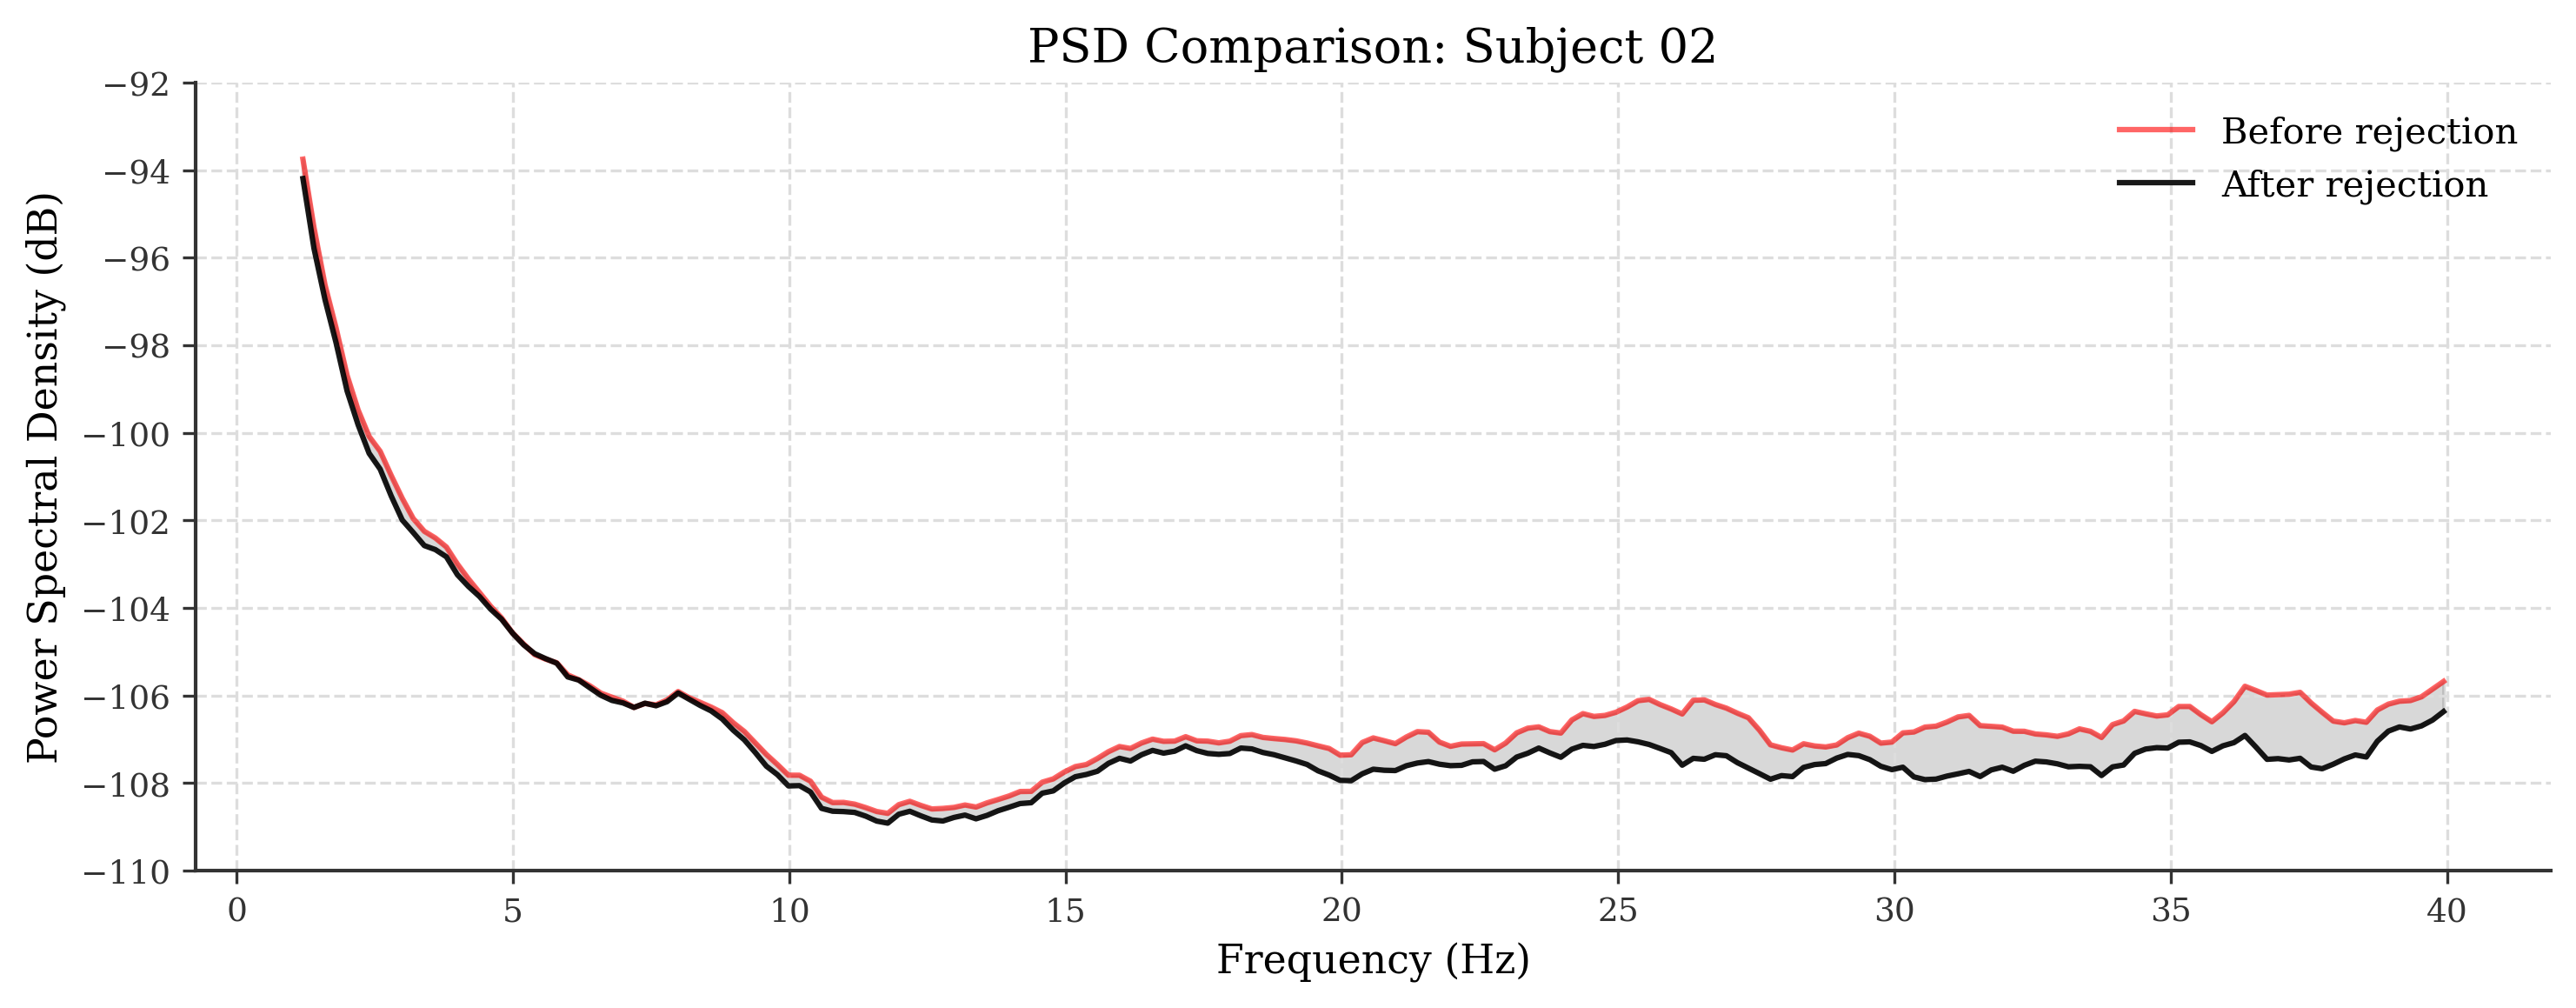 PSD Comparison: Subject 02
Before rejection
After rejection
Power Spectral Density (dB)
−92
−94
−96
−98
−100
−102
−104
−106
−108
−110
0 5 10 15 20 25 30 35 40
Frequency (Hz)